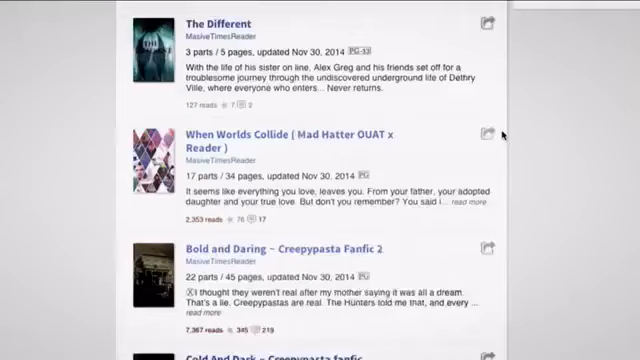 The Different
MasiveTimesReader
3 parts / 5 pages, updated Nov 30, 2014 PG-13
With the life of his sister on line, Alex Greg and his friends set off for a
troublesome journey through the undiscovered underground life of Dethry
Ville, where everyone who enters... Never returns.
127 reads 7 2
When Worlds Collide ( Mad Hatter OUAT x
Reader )
MasiveTimesReader
17 parts / 34 pages, updated Nov 30, 2014 PG
It seems like everything you love, leaves you. From your father, your adopted
daughter and your true love. But don't you remember? You said i... read more
2,353 reads 76 17
Bold and Daring ~ Creepypasta Fanfic 2
MasiveTimesReader
22 parts / 45 pages, updated Nov 30, 2014 PG
ⓍI thought they weren't real after my mother saying it was all a dream.
That's a lie. Creepypastas are real. The Hunters told me that, and every ...
read more
7,367 reads 345 219
Cold And Dark ~ Creepypasta fanfic